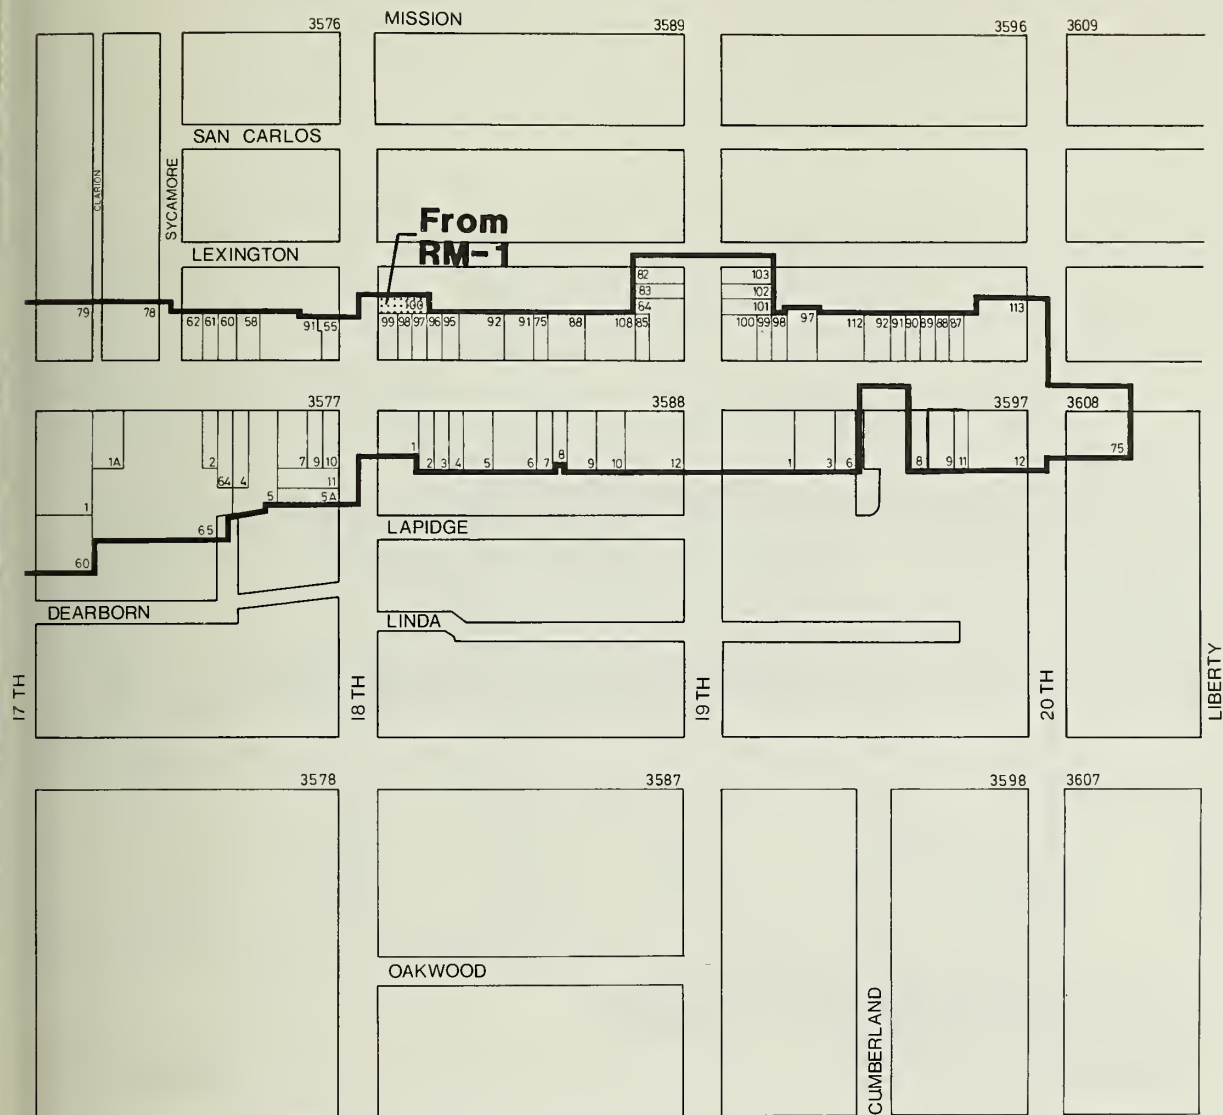 MISSION
3576
3589
3596
3609
SAN CARLOS
CLARION
SYCAMORE
From
RM-1
LEXINGTON
79
78
62 61 60 58
91 55
100
99 98 97 96 95 92 91 75 88 108 85
82
83
84
103
102
101
100 99 98 97 112 92 91 90 89 88 87
113
3577
3588
3597
3608
1A
2
64 4
7 9 10
11
5
5A
1
65
60
1
2 3 4 5 6 7 8 9 10 12
1 3 6
8 9 11 12
75
LAPIDGE
DEARBORN
LINDA
17 TH
18 TH
19 TH
20 TH
LIBERTY
3578
3587
3598
3607
OAKWOOD
CUMBERLAND